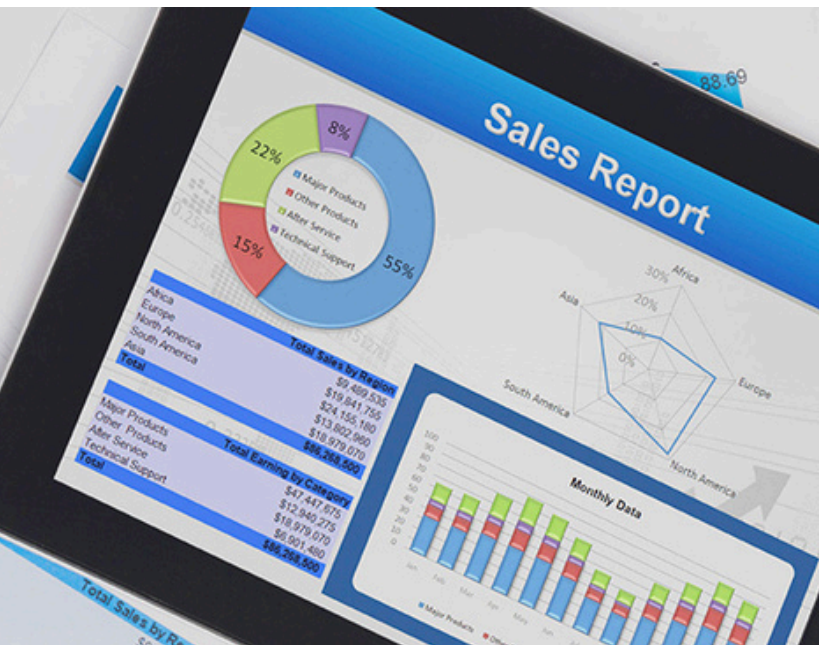 Sales Report
88.69
8%
22%
15%
55%
Major Products
Other Products
After Service
Technical Support
Total Sales by Region
Africa $9,489,535
Europe $19,841,755
North America $24,155,180
South America $13,802,960
Asia $18,979,070
Total $86,268,500
Total Earning by Category
Major Products $47,447,675
Other Products $12,940,275
After Service $18,979,070
Technical Support $6,901,480
Total $86,268,500
30%
20%
10%
0%
Africa
Europe
North America
South America
Asia
Monthly Data
100
90
80
70
60
50
40
30
20
10
0
Jan Feb Mar Apr May Jun
Major Products
Total Sales by Re